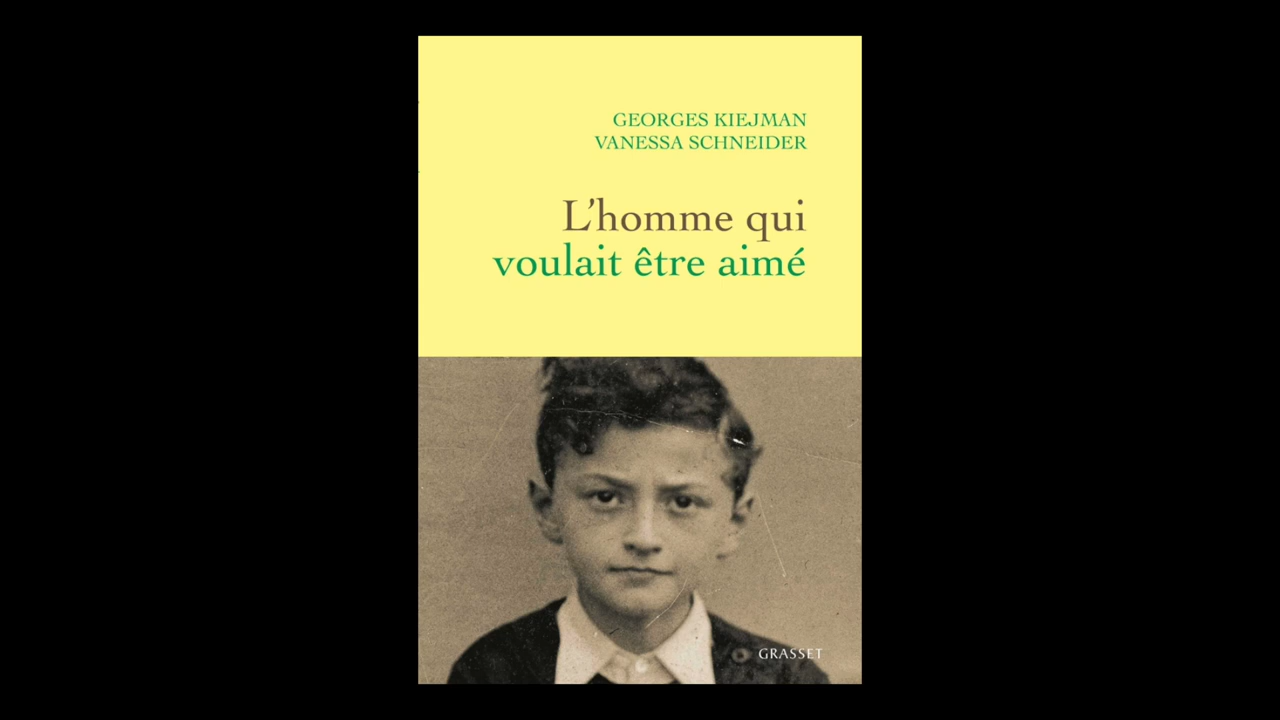 GEORGES KIEJMAN
VANESSA SCHNEIDER
L’homme qui
voulait être aimé
GRASSET